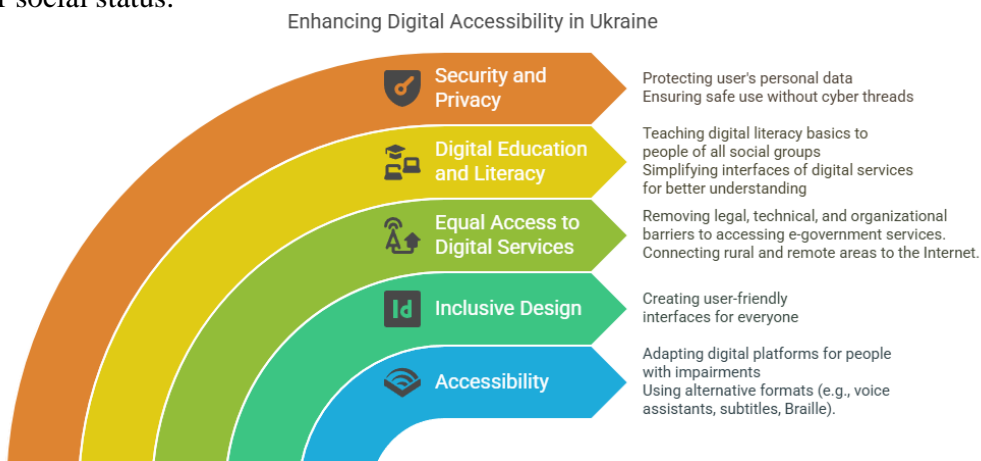 r social status.
Enhancing Digital Accessibility in Ukraine
Security and
Privacy
Protecting user's personal data
Ensuring safe use without cyber threads
Digital Education
and Literacy
Teaching digital literacy basics to
people of all social groups
Simplifying interfaces of digital services
for better understanding
Equal Access to
Digital Services
Removing legal, technical, and organizational
barriers to accessing e-government services.
Connecting rural and remote areas to the Internet.
Id
Inclusive Design
Creating user-friendly
interfaces for everyone
Accessibility
Adapting digital platforms for people
with impairments
Using alternative formats (e.g., voice
assistants, subtitles, Braille).